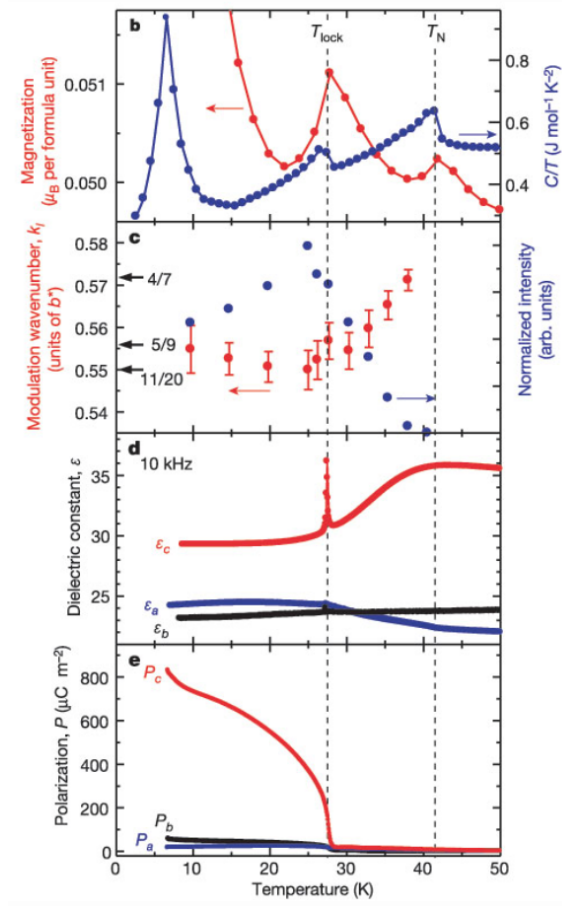 b
T_lock
T_N
Magnetization
(μ_B per formula unit)
0.051
0.050
0.8
0.6
0.4
C/T (J mol⁻¹ K⁻²)
c
Modulation wavenumber, k_l
(units of b*)
0.58
0.57
0.56
0.55
0.54
4/7
5/9
11/20
Normalized intensity
(arb. units)
d
10 kHz
Dielectric constant, ε
35
30
23
ε_c
ε_a
ε_b
e
Polarization, P (μC m⁻²)
800
600
400
200
0
P_c
P_b
P_a
0
10
20
30
40
50
Temperature (K)